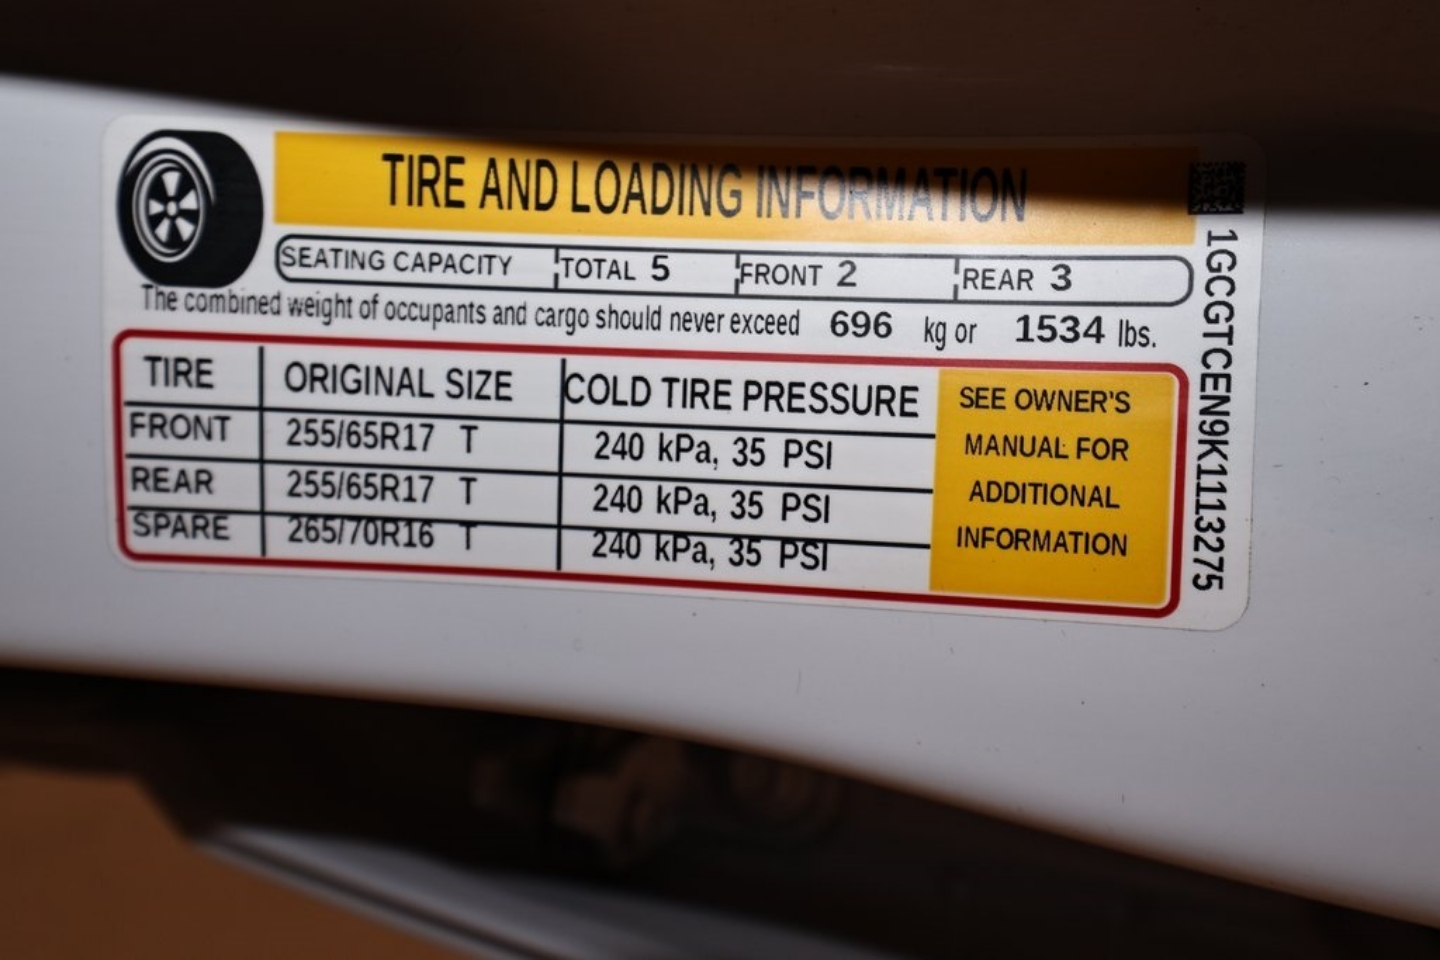 TIRE AND LOADING INFORMATION
SEATING CAPACITY TOTAL 5 FRONT 2 REAR 3
The combined weight of occupants and cargo should never exceed 696 kg or 1534 lbs.
TIRE ORIGINAL SIZE COLD TIRE PRESSURE
FRONT 255/65R17 T 240 kPa, 35 PSI
REAR 255/65R17 T 240 kPa, 35 PSI
SPARE 265/70R16 T 240 kPa, 35 PSI
SEE OWNER'S
MANUAL FOR
ADDITIONAL
INFORMATION
1GCGTCEN9K1113275